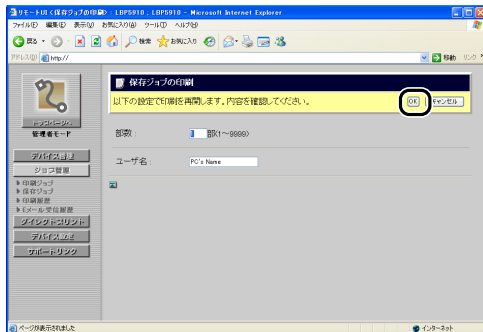 リモートUI <保存ジョブの印刷> : LBP5910 ; LBP5910 - Microsoft Internet Explorer
ファイル(F) 編集(E) 表示(V) お気に入り(A) ツール(T) ヘルプ(H)
戻る 検索 お気に入り
アドレス(D) http:// 移動 リンク
保存ジョブの印刷
以下の設定で印刷を再開します。内容を確認してください。 OK キャンセル
トップページへ
管理者モード
部数 : 1 部(1～9999)
ユーザ名 : PC's Name
デバイス管理
ジョブ管理
印刷ジョブ
保存ジョブ
印刷履歴
Eメール受信履歴
ダイレクトプリント
デバイス設定
サポートリンク
ページが表示されました インターネット